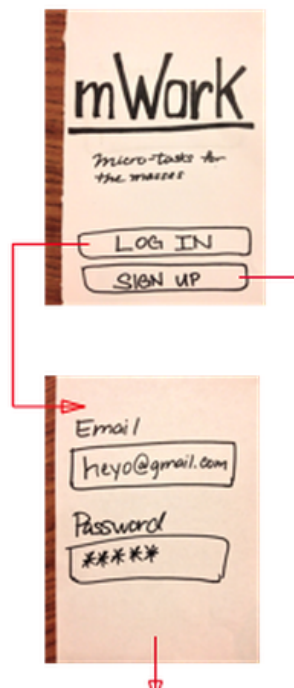 mWork
Micro-tasks for
the masses
LOG IN
SIGN UP
Email
heyo@gmail.com
Password
*****